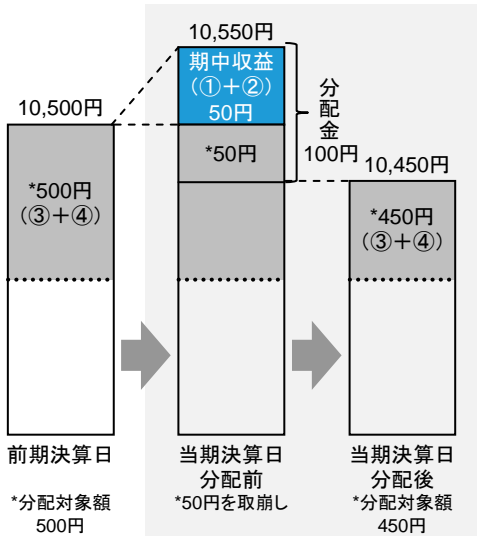 10,550円
期中収益
(①+②)
50円
分配金
100円
*50円
10,500円
*500円
(③+④)
10,450円
*450円
(③+④)
前期決算日
*分配対象額
500円
当期決算日
分配前
*50円を取崩し
当期決算日
分配後
*分配対象額
450円